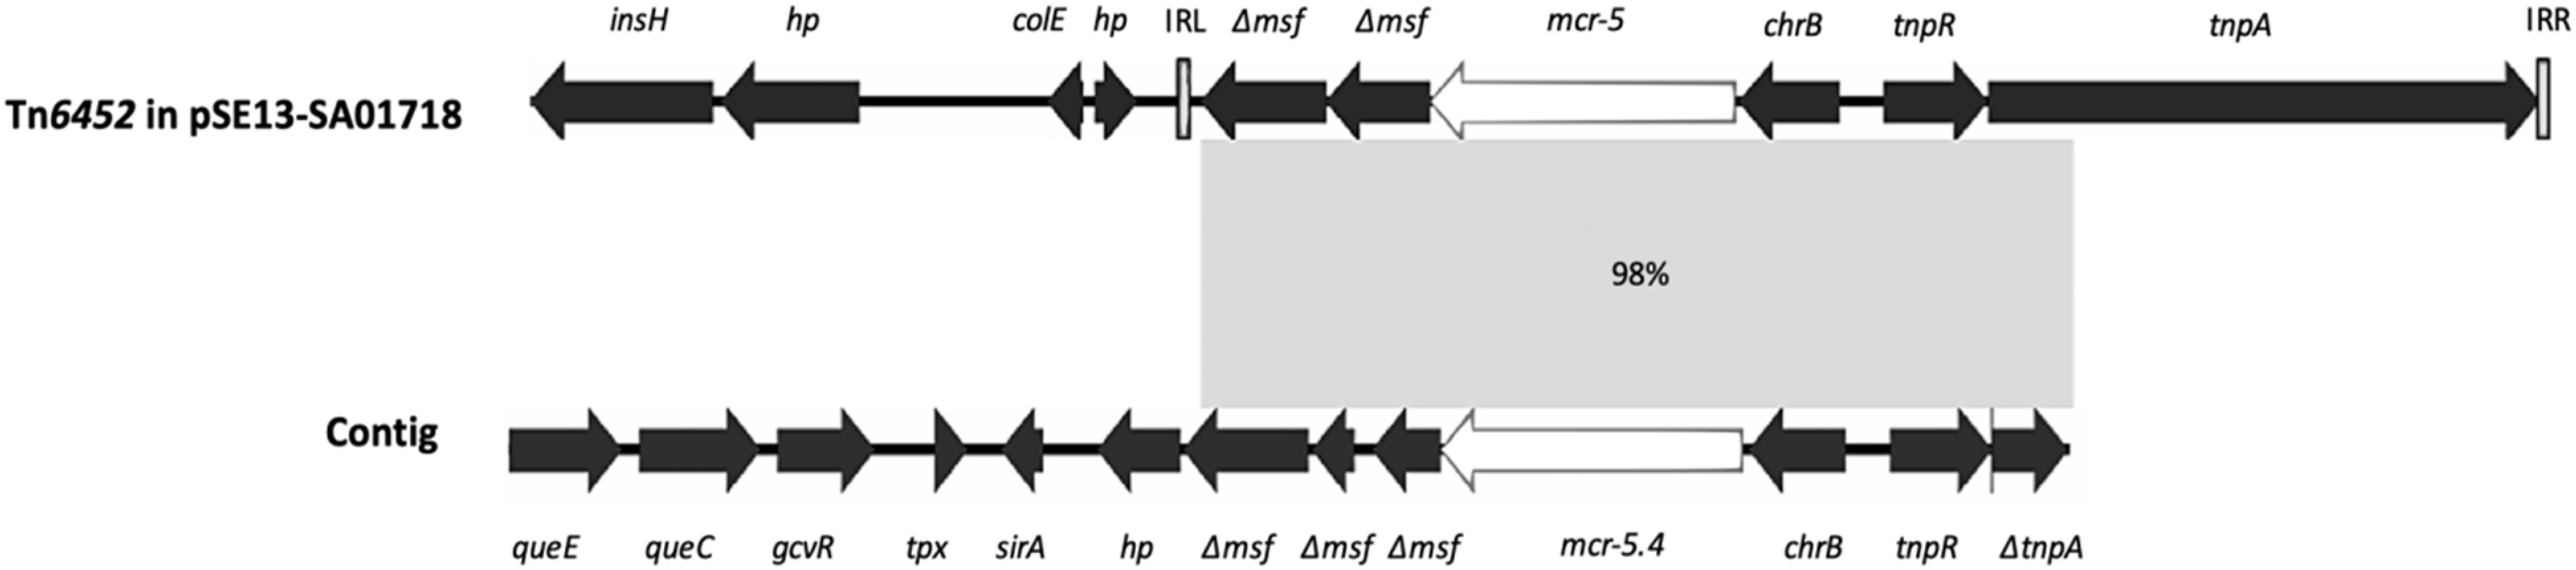 insH hp colE hp IRL Δmsf Δmsf mcr-5 chrB tnpR tnpA IRR
Tn6452 in pSE13-SA01718
98%
Contig
queE queC gcvR tpx sirA hp Δmsf Δmsf Δmsf mcr-5.4 chrB tnpR ΔtnpA